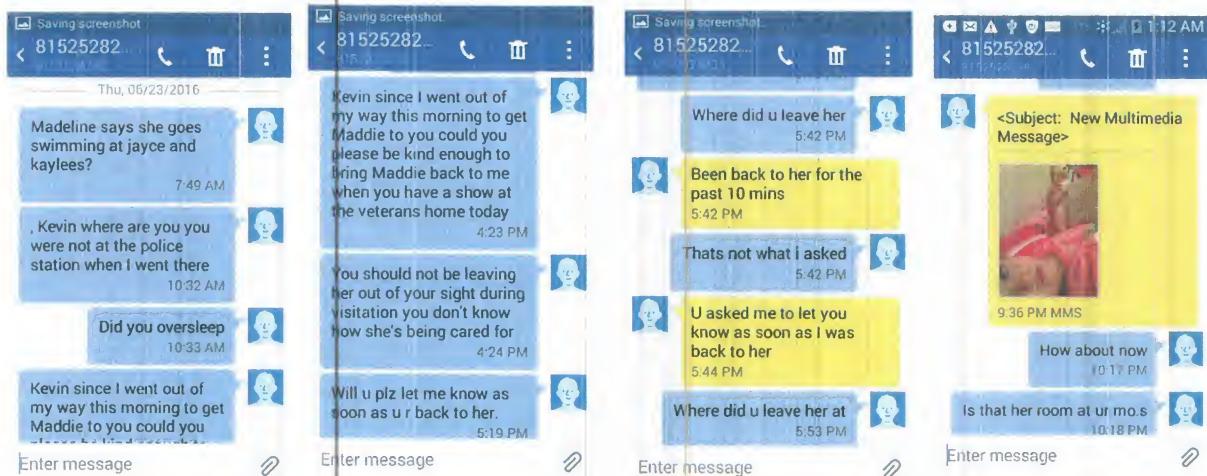 Saving screenshot...
81525282...
Thu, 06/23/2016
Madeline says she goes
swimming at jayce and
kaylees?
7:49 AM
, Kevin where are you you
were not at the police
station when I went there
10:32 AM
Did you oversleep
10:33 AM
Kevin since I went out of
my way this morning to get
Maddie to you could you
Enter message
Saving screenshot...
81525282...
Kevin since I went out of
my way this morning to get
Maddie to you could you
please be kind enough to
bring Maddie back to me
when you have a show at
the veterans home today
4:23 PM
You should not be leaving
her out of your sight during
visitation you don't know
how she's being cared for
4:24 PM
Will u plz let me know as
soon as u r back to her.
5:19 PM
Enter message
Saving screenshot...
81525282...
Where did u leave her
5:42 PM
Been back to her for the
past 10 mins
5:42 PM
Thats not what i asked
5:42 PM
U asked me to let you
know as soon as I was
back to her
5:44 PM
Where did u leave her at
5:53 PM
Enter message
1:12 AM
81525282...
<Subject: New Multimedia
Message>
9:36 PM MMS
How about now
10:17 PM
Is that her room at ur mo.s
10:18 PM
Enter message